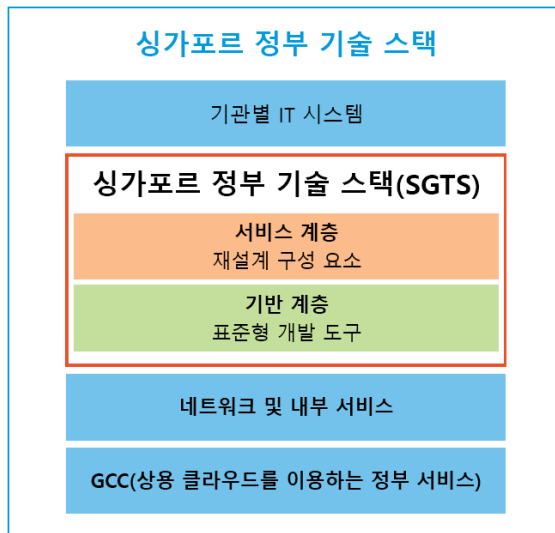 싱가포르 정부 기술 스택
기관별 IT 시스템
싱가포르 정부 기술 스택(SGTS)
서비스 계층
재설계 구성 요소
기반 계층
표준형 개발 도구
네트워크 및 내부 서비스
GCC(상용 클라우드를 이용하는 정부 서비스)